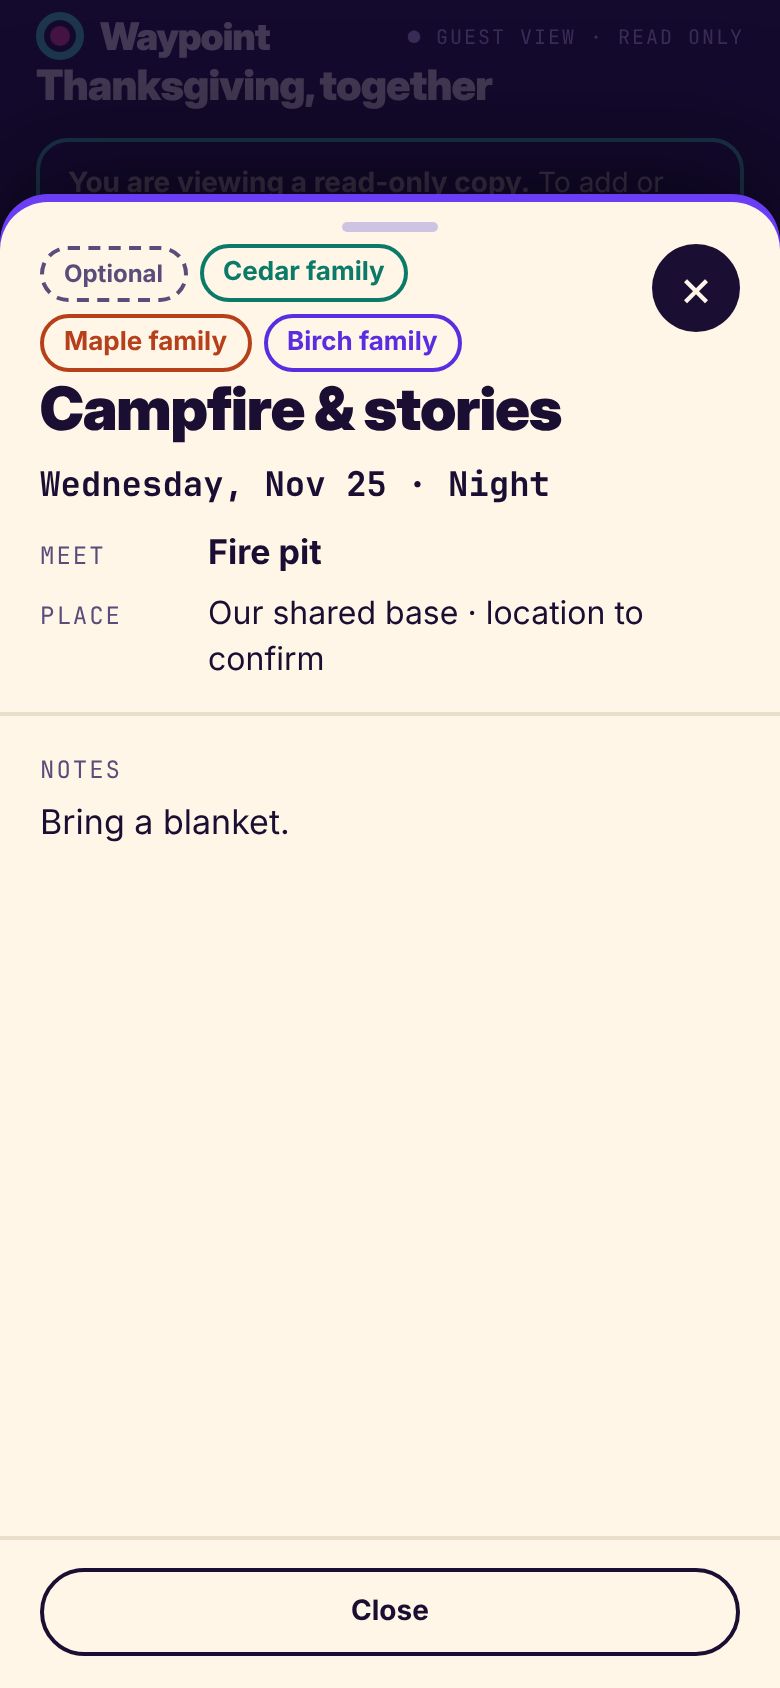 Waypoint
● GUEST VIEW · READ ONLY
Thanksgiving, together
You are viewing a read-only copy. To add or
Optional
Cedar family
×
Maple family
Birch family
Campfire & stories
Wednesday, Nov 25 · Night
MEET
Fire pit
PLACE
Our shared base · location to
confirm
NOTES
Bring a blanket.
Close